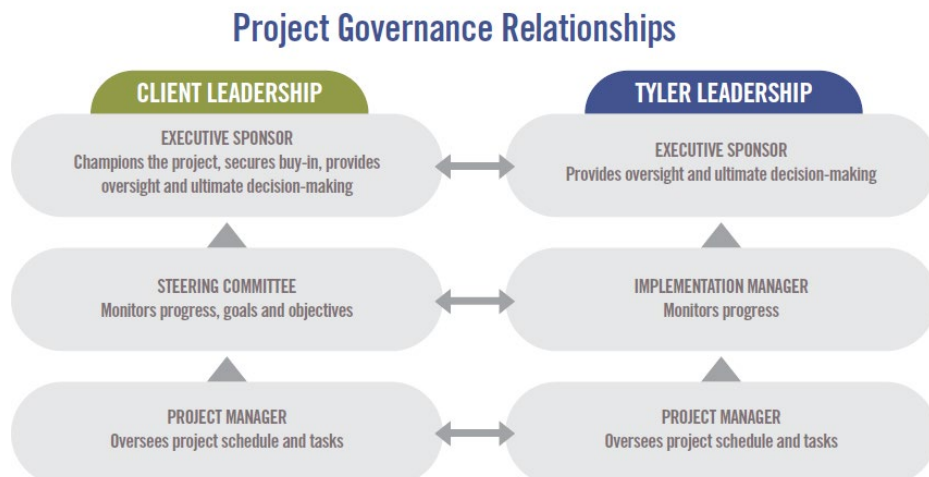 Project Governance Relationships
CLIENT LEADERSHIP
EXECUTIVE SPONSOR
Champions the project, secures buy-in, provides
oversight and ultimate decision-making
STEERING COMMITTEE
Monitors progress, goals and objectives
PROJECT MANAGER
Oversees project schedule and tasks
TYLER LEADERSHIP
EXECUTIVE SPONSOR
Provides oversight and ultimate decision-making
IMPLEMENTATION MANAGER
Monitors progress
PROJECT MANAGER
Oversees project schedule and tasks